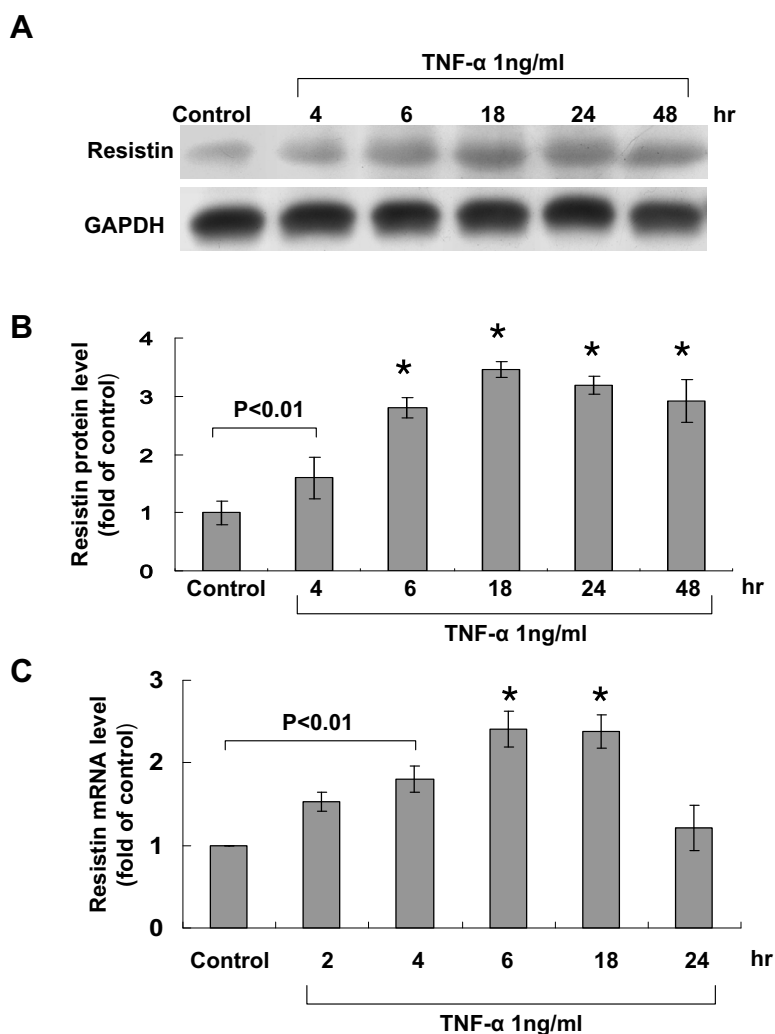 A
TNF-α 1ng/ml
Control 4 6 18 24 48 hr
Resistin
GAPDH
B
Resistin protein level
(fold of control)
4
3
2
1
0
P<0.01
* * * *
Control 4 6 18 24 48 hr
TNF-α 1ng/ml
C
Resistin mRNA level
(fold of control)
3
2
1
0
P<0.01
* *
Control 2 4 6 18 24 hr
TNF-α 1ng/ml